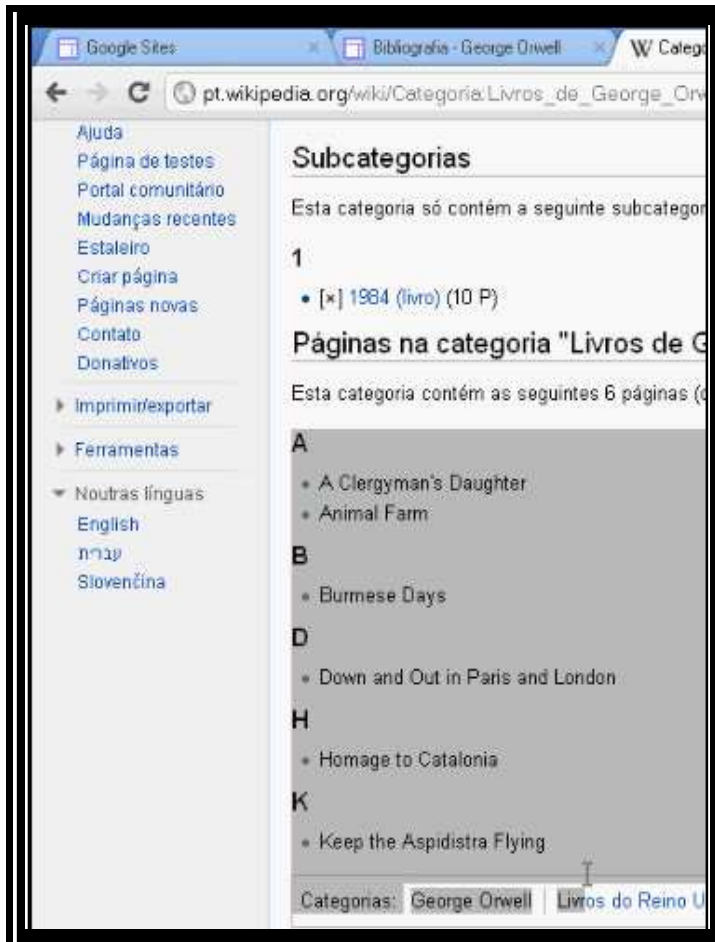 Google Sites
Bibliografia - George Orwell
W Catego
pt.wikipedia.org/wiki/Categoria:Livros_de_George_Orw
Ajuda
Página de testes
Portal comunitário
Mudanças recentes
Estaleiro
Criar página
Páginas novas
Contato
Donativos
Imprimir/exportar
Ferramentas
Noutras línguas
English
עברית
Slovenčina
Subcategorias
Esta categoria só contém a seguinte subcategor
1
[×] 1984 (livro) (10 P)
Páginas na categoria "Livros de G
Esta categoria contém as seguintes 6 páginas (d
A
A Clergyman's Daughter
Animal Farm
B
Burmese Days
D
Down and Out in Paris and London
H
Homage to Catalonia
K
Keep the Aspidistra Flying
Categorias: George Orwell | Livros do Reino U